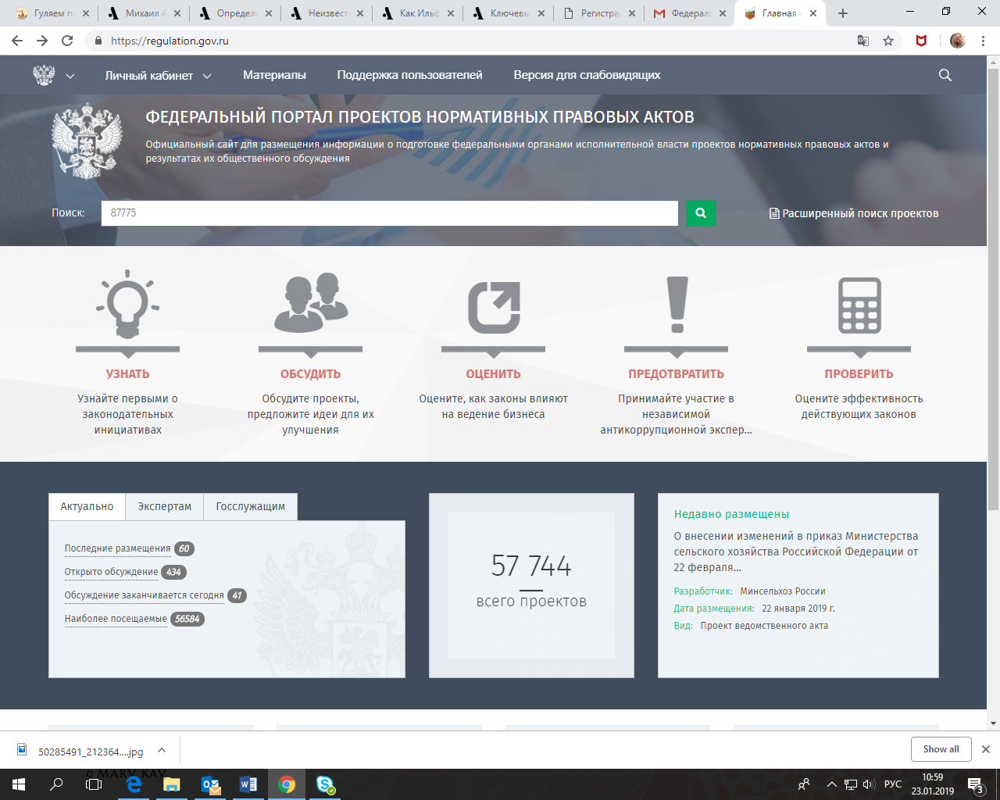 Гуляем по
Михаил А
Определи
Неизвест
Как Ильф
Ключевы
Регистрац
Федераль
Главная -
https://regulation.gov.ru
Личный кабинет
Материалы
Поддержка пользователей
Версия для слабовидящих
ФЕДЕРАЛЬНЫЙ ПОРТАЛ ПРОЕКТОВ НОРМАТИВНЫХ ПРАВОВЫХ АКТОВ
Официальный сайт для размещения информации о подготовке федеральными органами исполнительной власти проектов нормативных правовых актов и
результатах их общественного обсуждения
Поиск: 87775
Расширенный поиск проектов
УЗНАТЬ
Узнайте первыми о
законодательных
инициативах
ОБСУДИТЬ
Обсудите проекты,
предложите идеи для их
улучшения
ОЦЕНИТЬ
Оцените, как законы влияют
на ведение бизнеса
ПРЕДОТВРАТИТЬ
Принимайте участие в
независимой
антикоррупционной экспер...
ПРОВЕРИТЬ
Оцените эффективность
действующих законов
Актуально
Экспертам
Госслужащим
Последние размещения 60
Открыто обсуждение 434
Обсуждение заканчивается сегодня 41
Наиболее посещаемые 56584
57 744
всего проектов
Недавно размещены
О внесении изменений в приказ Министерства
сельского хозяйства Российской Федерации от
22 февраля...
Разработчик: Минсельхоз России
Дата размещения: 22 января 2019 г.
Вид: Проект ведомственного акта
50285491_212364....jpg
Show all
с MARY KAY
РУС
10:59
23.01.2019
3